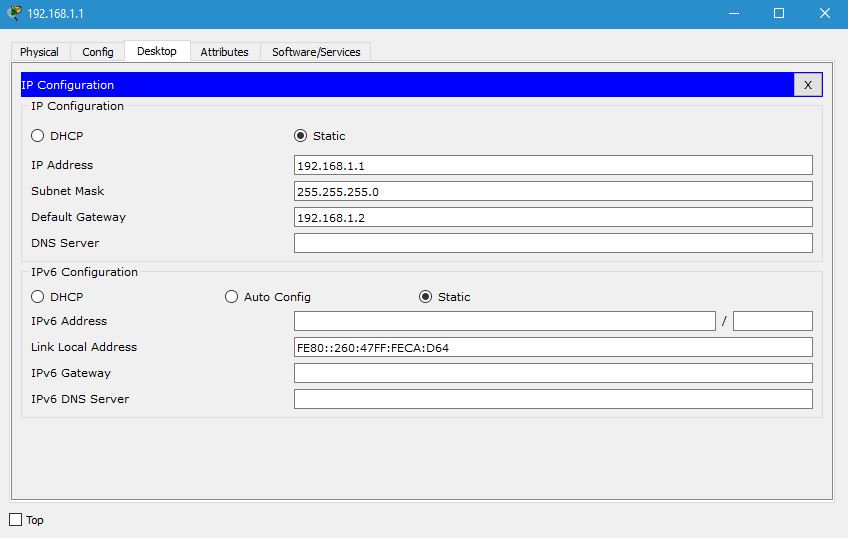 192.168.1.1
Physical Config Desktop Attributes Software/Services
IP Configuration X
IP Configuration
DHCP Static
IP Address 192.168.1.1
Subnet Mask 255.255.255.0
Default Gateway 192.168.1.2
DNS Server
IPv6 Configuration
DHCP Auto Config Static
IPv6 Address /
Link Local Address FE80::260:47FF:FECA:D64
IPv6 Gateway
IPv6 DNS Server
Top